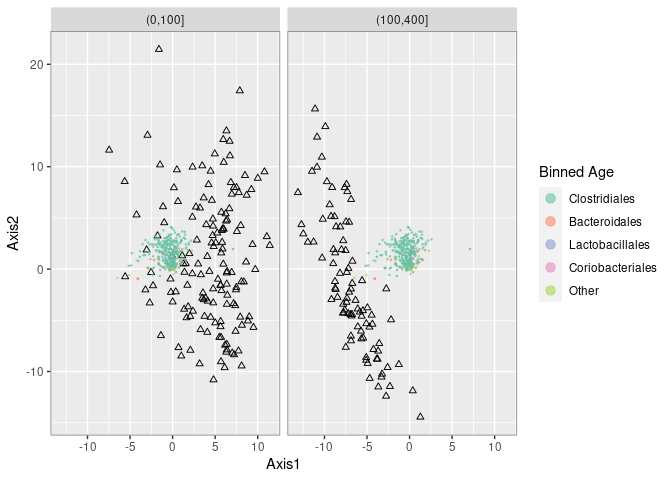 (0,100]
(100,400]
20
10
0
-10
Axis2
-10
-5
0
5
10
-10
-5
0
5
10
Axis1
Binned Age
Clostridiales
Bacteroidales
Lactobacillales
Coriobacteriales
Other